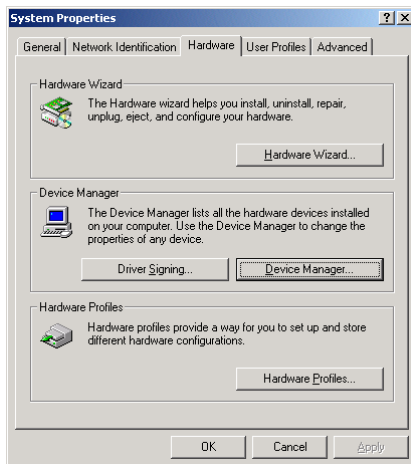 System Properties
General Network Identification Hardware User Profiles Advanced
Hardware Wizard
The Hardware wizard helps you install, uninstall, repair,
unplug, eject, and configure your hardware.
Hardware Wizard...
Device Manager
The Device Manager lists all the hardware devices installed
on your computer. Use the Device Manager to change the
properties of any device.
Driver Signing... Device Manager...
Hardware Profiles
Hardware profiles provide a way for you to set up and store
different hardware configurations.
Hardware Profiles...
OK Cancel Apply